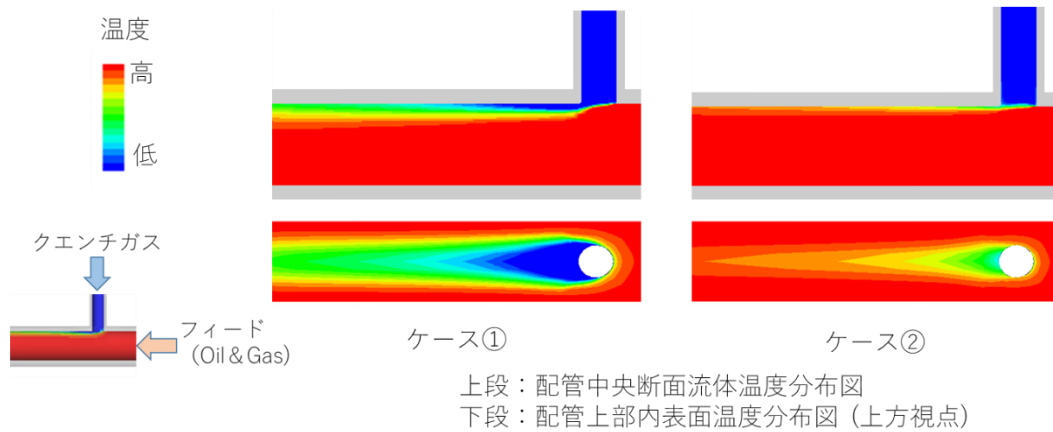 温度
高
低
クエンチガス
フィード
(Oil & Gas)
ケース①
ケース②
上段：配管中央断面流体温度分布図
下段：配管上部内表面温度分布図 (上方視点)